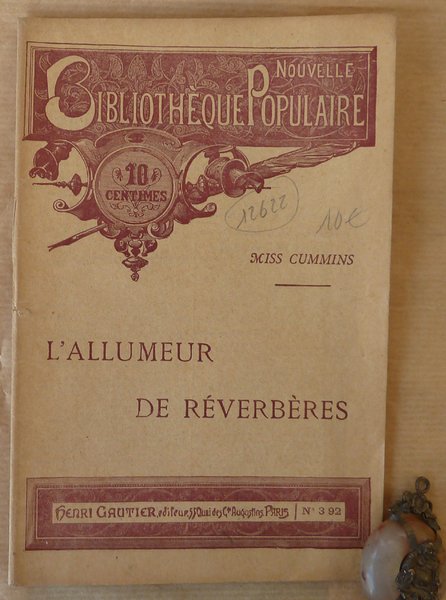 NOUVELLE
BIBLIOTHÈQUE POPULAIRE
10
CENTIMES
12622
10€
MISS CUMMINS
L'ALLUMEUR
DE RÉVERBÈRES
HENRI GAUTIER, editeur, 55 Quai des Gds Augustins, PARIS | N° 392